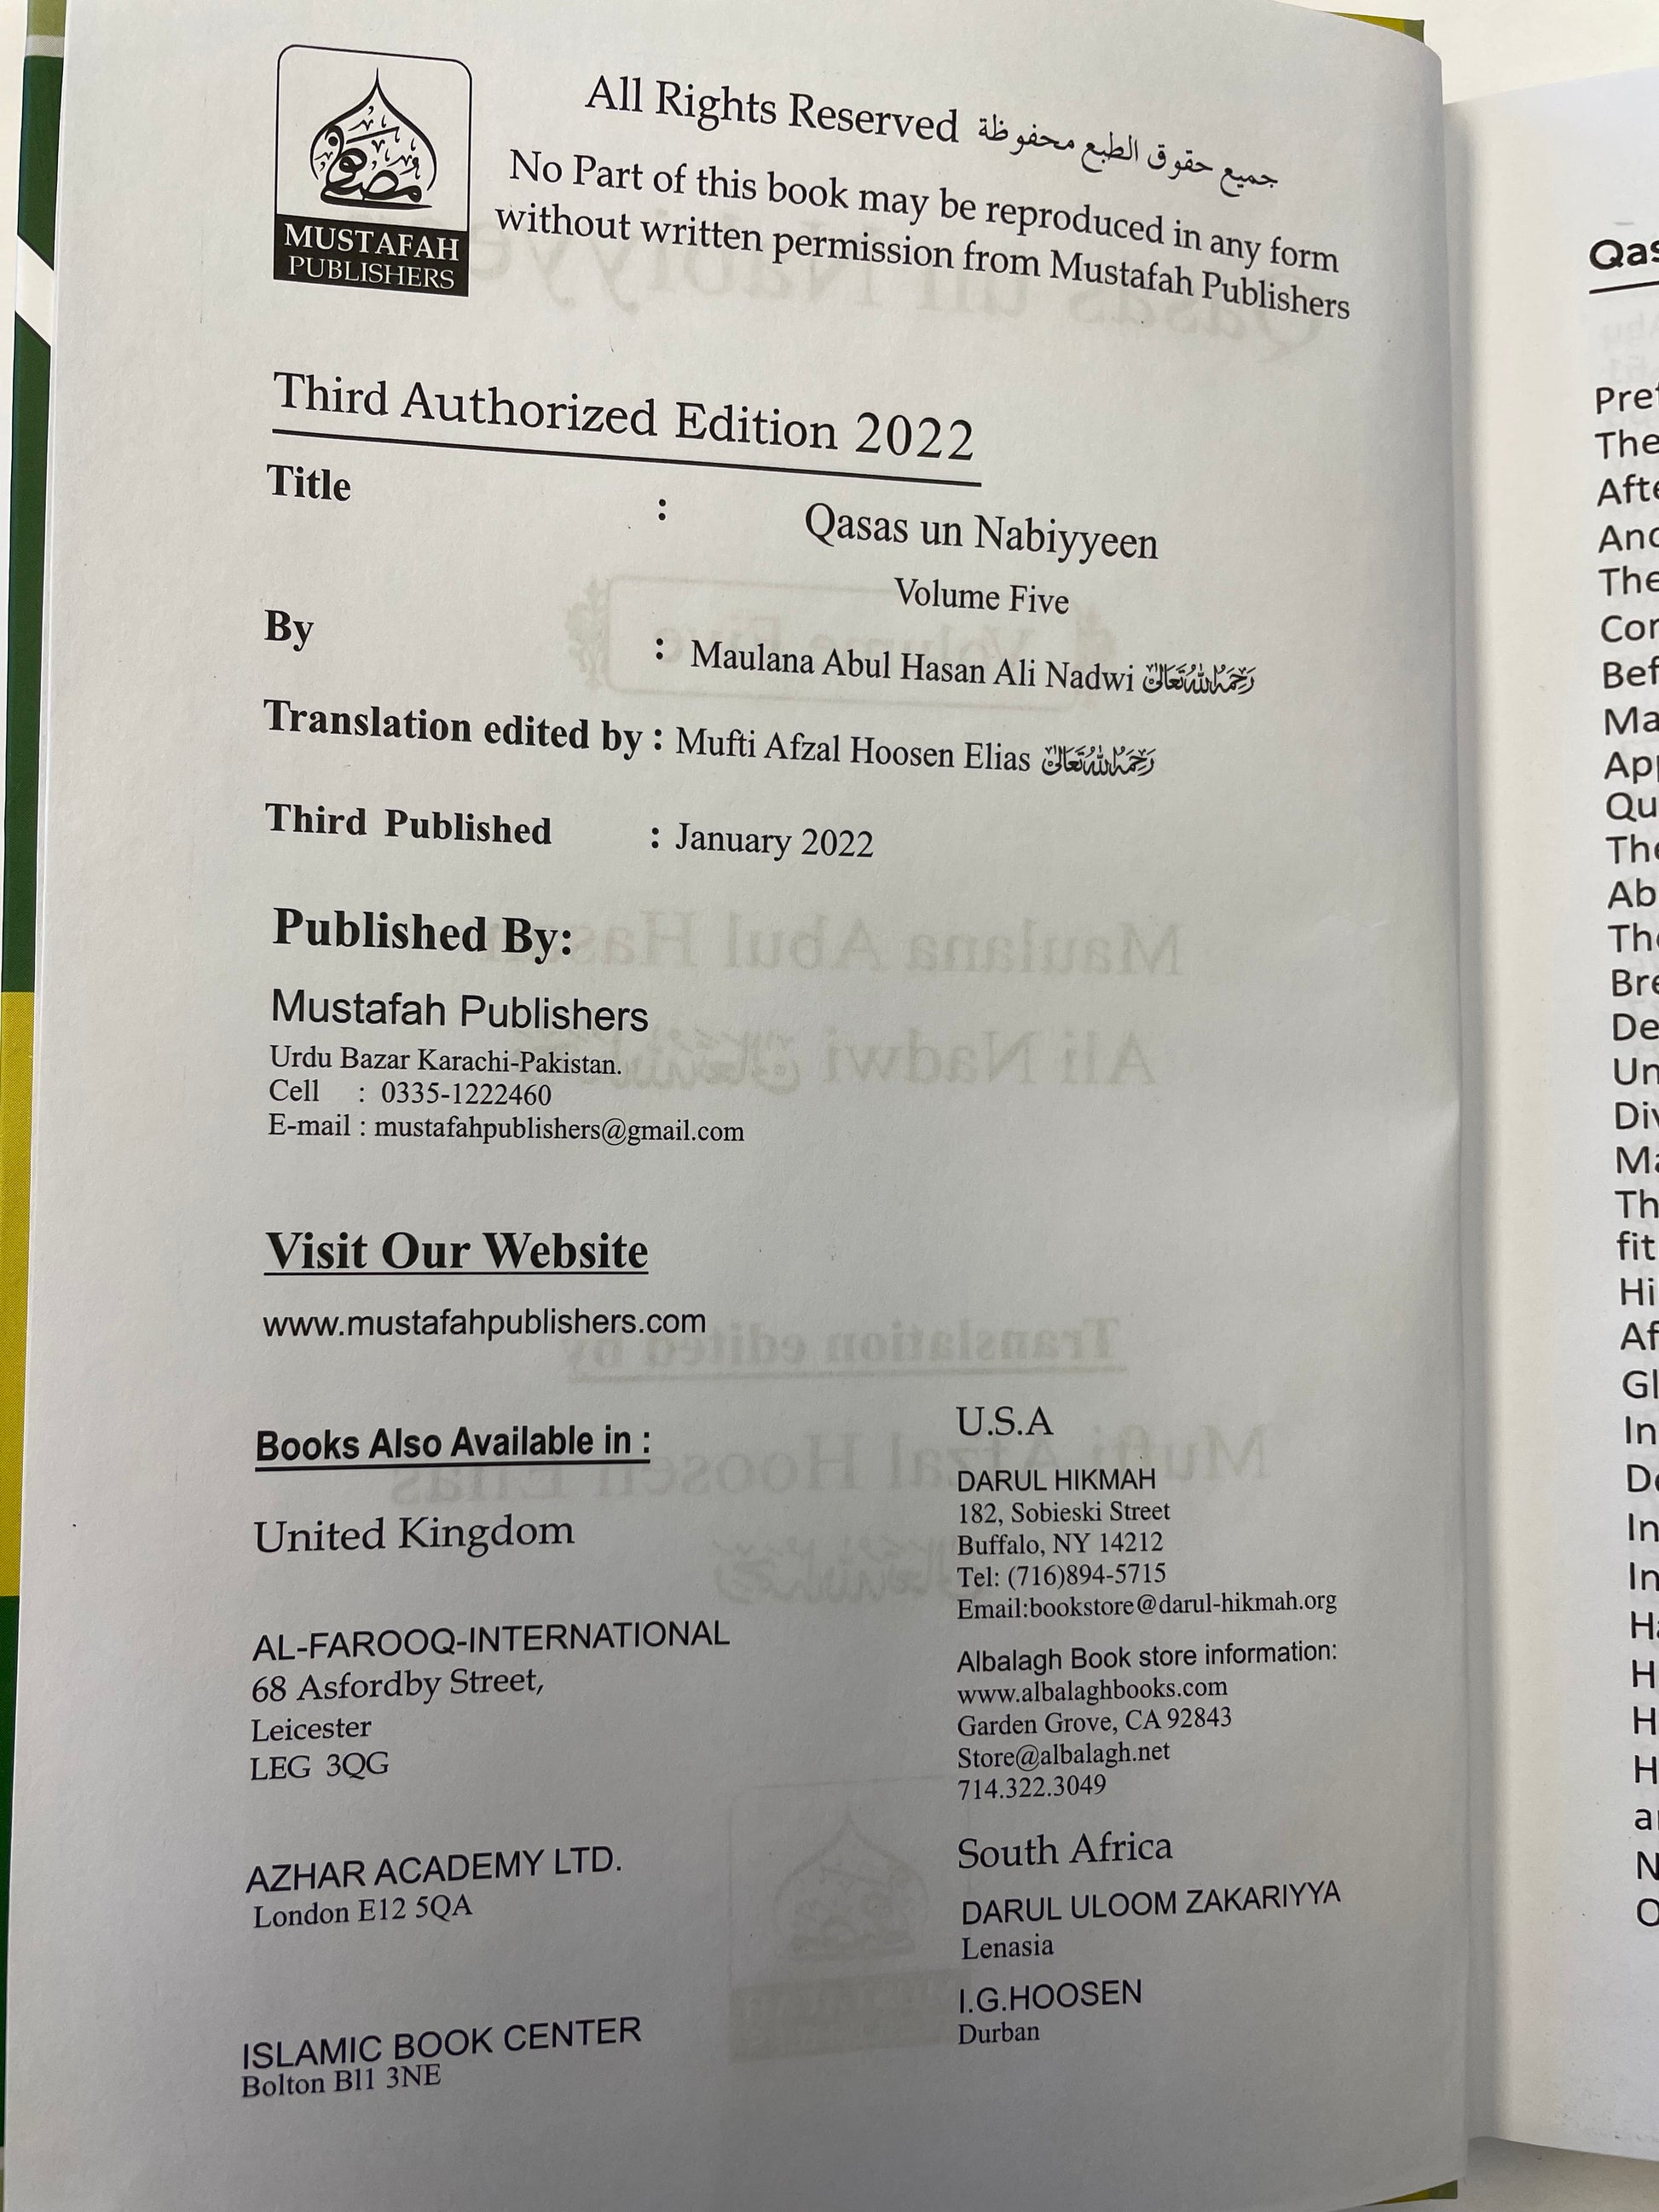 مصطفى
MUSTAFAH
PUBLISHERS
All Rights Reserved جميع حقوق الطبع محفوظة
No Part of this book may be reproduced in any form
without written permission from Mustafah Publishers
Third Authorized Edition 2022
Title : Qasas un Nabiyyeen
Volume Five
By : Maulana Abul Hasan Ali Nadwi رَحِمَهُ اللهُ تَعَالىٰ
Translation edited by : Mufti Afzal Hoosen Elias رَحِمَهُ اللهُ تَعَالىٰ
Third Published : January 2022
Published By:
Mustafah Publishers
Urdu Bazar Karachi-Pakistan.
Cell : 0335-1222460
E-mail : mustafahpublishers@gmail.com
Visit Our Website
www.mustafahpublishers.com
Books Also Available in :
United Kingdom
AL-FAROOQ-INTERNATIONAL
68 Asfordby Street,
Leicester
LEG 3QG
AZHAR ACADEMY LTD.
London E12 5QA
ISLAMIC BOOK CENTER
Bolton Bl1 3NE
U.S.A
DARUL HIKMAH
182, Sobieski Street
Buffalo, NY 14212
Tel: (716)894-5715
Email:bookstore@darul-hikmah.org
Albalagh Book store information:
www.albalaghbooks.com
Garden Grove, CA 92843
Store@albalagh.net
714.322.3049
South Africa
DARUL ULOOM ZAKARIYYA
Lenasia
I.G.HOOSEN
Durban